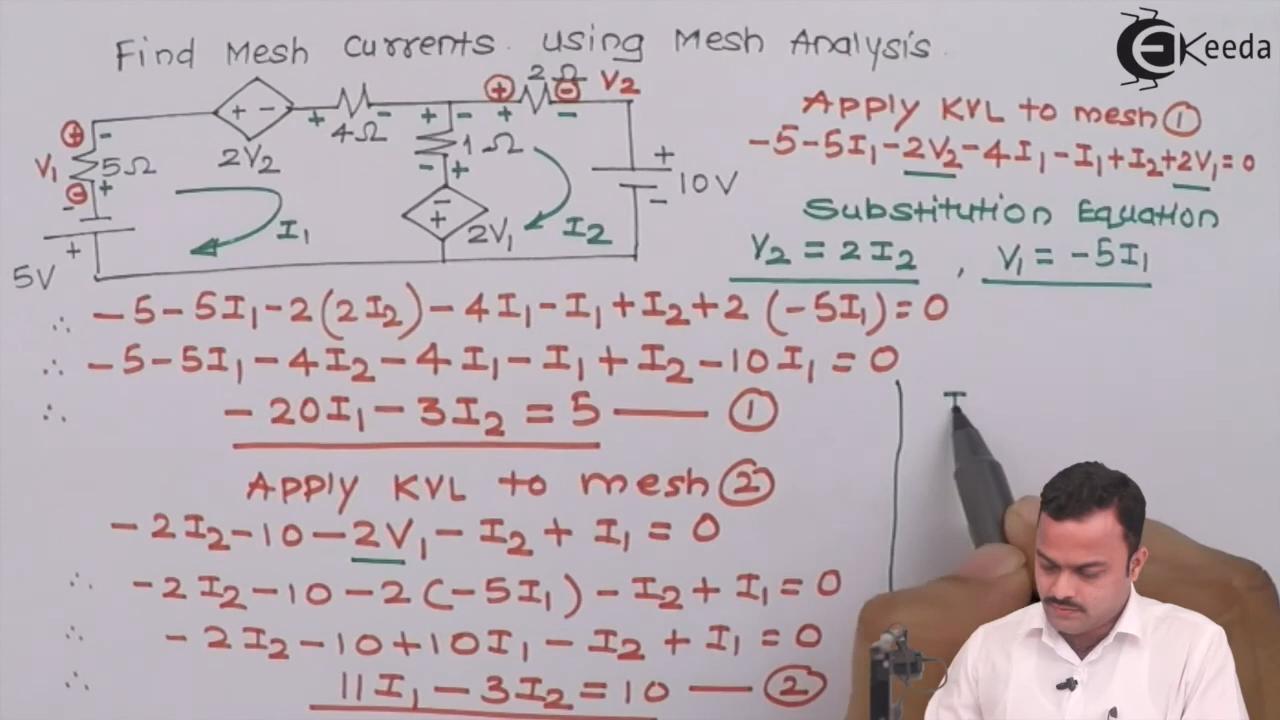 Find Mesh Currents using Mesh Analysis.
Keeda
2Ω V2
+ - + - + - + - + -
V1 5Ω 2V2 4Ω 1Ω 10V
I1 2V1 I2
5V
Apply KVL to mesh ①
-5-5I₁-2V₂-4I₁-I₁+I₂+2V₁=0
Substitution Equation
V₂ = 2I₂ , V₁ = -5I₁
∴ -5-5I₁-2(2I₂)-4I₁-I₁+I₂+2(-5I₁)=0
∴ -5-5I₁-4I₂-4I₁-I₁+I₂-10I₁=0
∴ -20I₁-3I₂=5 — ①
Apply KVL to mesh ②
-2I₂-10-2V₁-I₂+I₁=0
∴ -2I₂-10-2(-5I₁)-I₂+I₁=0
∴ -2I₂-10+10I₁-I₂+I₁=0
∴ 11I₁-3I₂=10 — ②
I